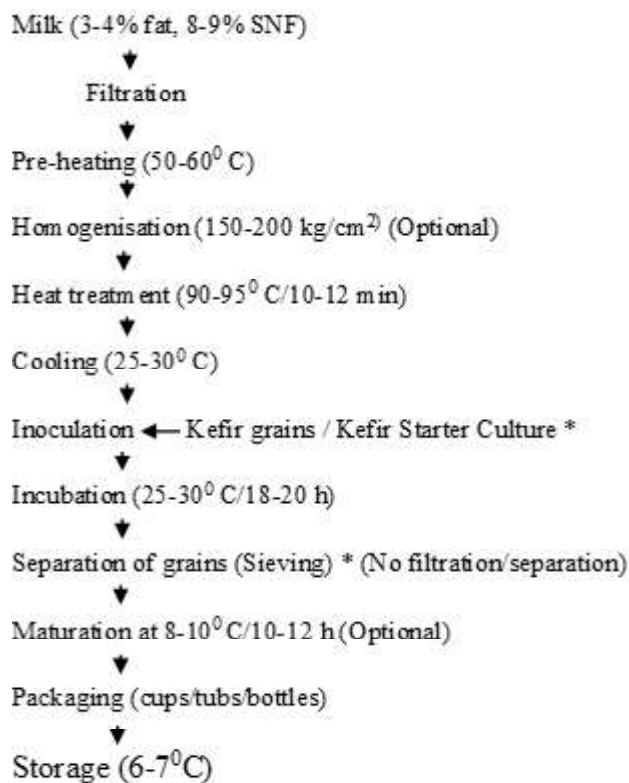 Milk (3-4% fat, 8-9% SNF)
Filtration
Pre-heating (50-60⁰ C)
Homogenisation (150-200 kg/cm²⁾ (Optional)
Heat treatment (90-95⁰ C/10-12 min)
Cooling (25-30⁰ C)
Inoculation ← Kefir grains / Kefir Starter Culture *
Incubation (25-30⁰ C/18-20 h)
Separation of grains (Sieving) * (No filtration/separation)
Maturation at 8-10⁰ C/10-12 h (Optional)
Packaging (cups/tubs/bottles)
Storage (6-7⁰C)